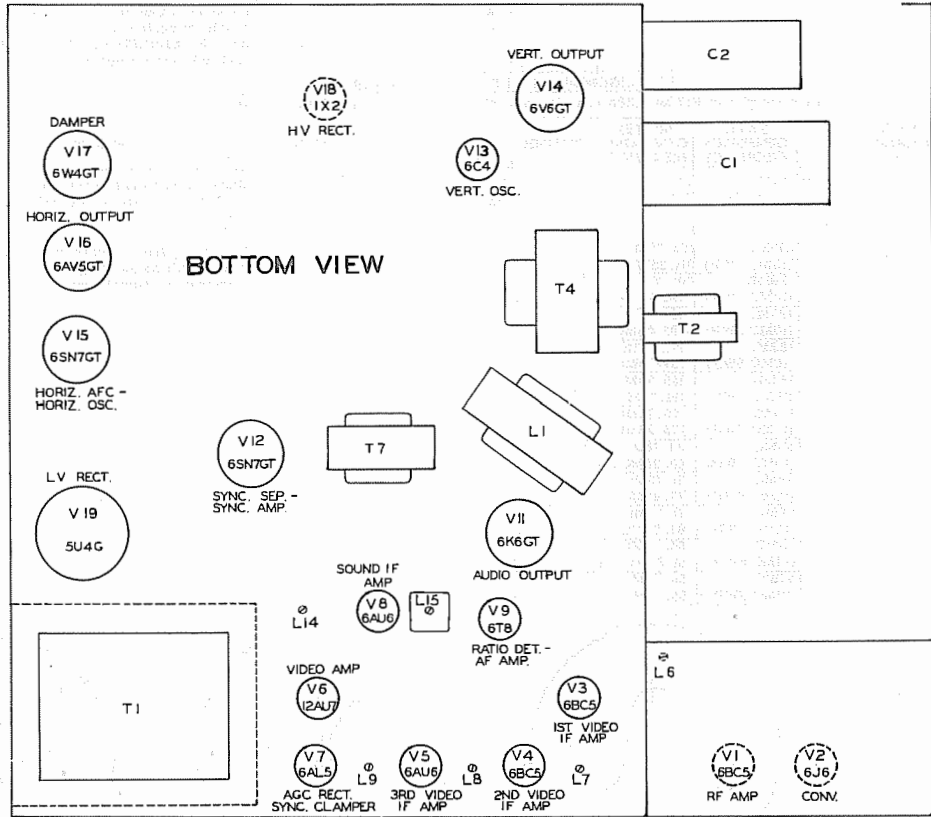 VERT. OUTPUT
V14
6V6GT
C2
V18
1X2
HV RECT.
DAMPER
V17
6W4GT
V13
6C4
VERT. OSC.
C1
HORIZ. OUTPUT
V16
6AV5GT
BOTTOM VIEW
T4
T2
V15
6SN7GT
HORIZ. AFC -
HORIZ. OSC.
V12
6SN7GT
SYNC. SEP. -
SYNC. AMP.
T7
L1
LV RECT.
V19
5U4G
V11
6K6GT
AUDIO OUTPUT
SOUND IF
AMP
V8
6AU6
L15
L14
V9
6T8
RATIO DET. -
AF AMP.
T1
VIDEO AMP
V6
12AU7
V3
6BC5
1ST VIDEO
IF AMP
L6
V7
6AL5
AGC RECT.
SYNC. CLAMPER
L9
V5
6AU6
3RD VIDEO
IF AMP
L8
V4
6BC5
2ND VIDEO
IF AMP
L7
V1
6BC5
RF AMP
V2
6J6
CONV.